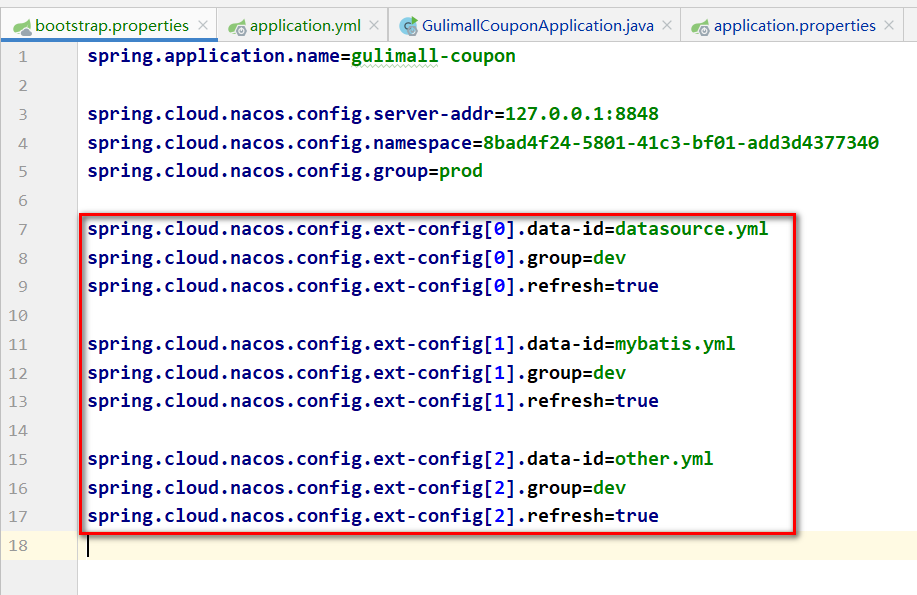 bootstrap.properties application.yml GulimallCouponApplication.java application.properties
1 spring.application.name=gulimall-coupon
2
3 spring.cloud.nacos.config.server-addr=127.0.0.1:8848
4 spring.cloud.nacos.config.namespace=8bad4f24-5801-41c3-bf01-add3d4377340
5 spring.cloud.nacos.config.group=prod
6
7 spring.cloud.nacos.config.ext-config[0].data-id=datasource.yml
8 spring.cloud.nacos.config.ext-config[0].group=dev
9 spring.cloud.nacos.config.ext-config[0].refresh=true
10
11 spring.cloud.nacos.config.ext-config[1].data-id=mybatis.yml
12 spring.cloud.nacos.config.ext-config[1].group=dev
13 spring.cloud.nacos.config.ext-config[1].refresh=true
14
15 spring.cloud.nacos.config.ext-config[2].data-id=other.yml
16 spring.cloud.nacos.config.ext-config[2].group=dev
17 spring.cloud.nacos.config.ext-config[2].refresh=true
18